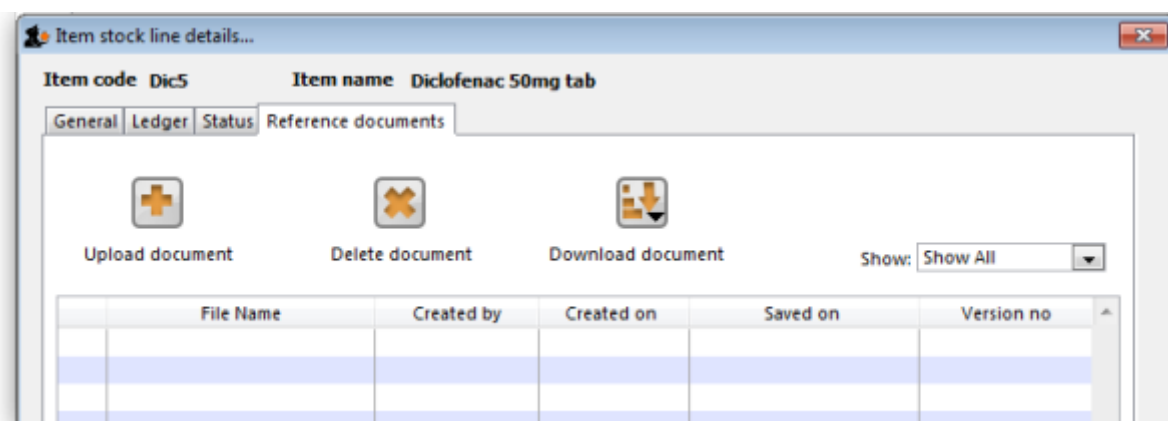 Item stock line details...
Item code Dic5 Item name Diclofenac 50mg tab
General Ledger Status Reference documents
Upload document Delete document Download document
Show: Show All
File Name Created by Created on Saved on Version no